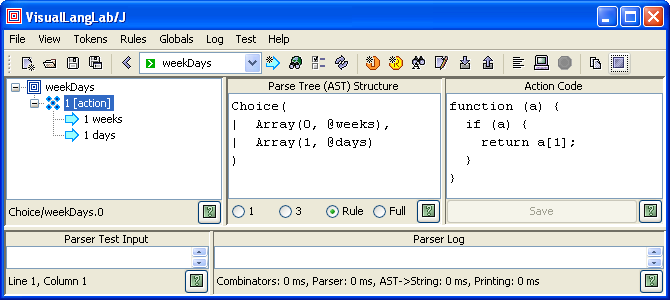 VisualLangLab/J
File View Tokens Rules Globals Log Test Help
weekDays
weekDays
1 [action]
1 weeks
1 days
Choice/weekDays.0
Parse Tree (AST) Structure
Choice(
| Array(0, @weeks),
| Array(1, @days)
)
1 3 Rule Full
Action Code
function (a) {
if (a) {
return a[1];
}
}
Save
Parser Test Input
Line 1, Column 1
Parser Log
Combinators: 0 ms, Parser: 0 ms, AST->String: 0 ms, Printing: 0 ms